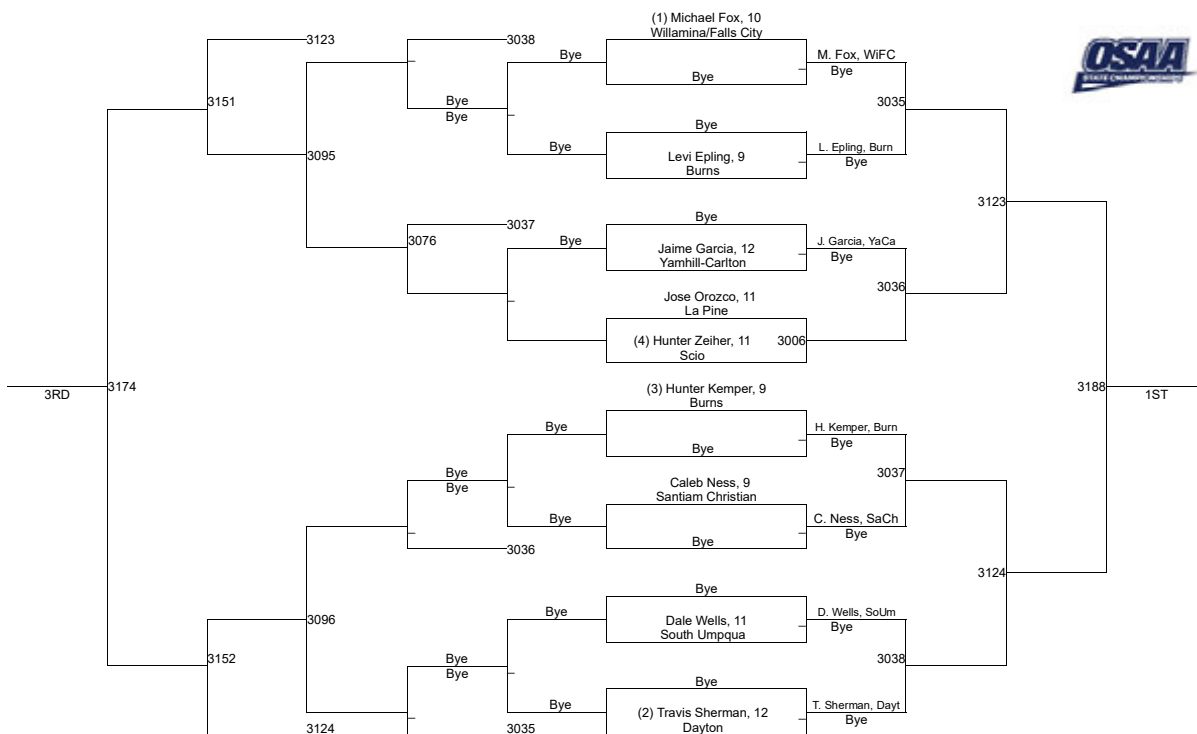 (1) Michael Fox, 10
Willamina/Falls City
OSAA
STATE CHAMPIONSHIPS
3123
3038
Bye
M. Fox, WiFC
Bye
Bye
3151
Bye
Bye
3035
Bye
3095
Bye
Levi Epling, 9
Burns
L. Epling, Burn
Bye
3123
3037
Bye
3076
Bye
Jaime Garcia, 12
Yamhill-Carlton
J. Garcia, YaCa
Bye
3036
Jose Orozco, 11
La Pine
(4) Hunter Zeiher, 11
Scio
3006
3RD
3174
3188
1ST
(3) Hunter Kemper, 9
Burns
Bye
H. Kemper, Burn
Bye
Bye
Bye
Bye
3037
Caleb Ness, 9
Santiam Christian
Bye
C. Ness, SaCh
Bye
Bye
3036
3124
Bye
3096
Bye
Dale Wells, 11
South Umpqua
D. Wells, SoUm
Bye
3152
Bye
Bye
3038
Bye
Bye
(2) Travis Sherman, 12
Dayton
T. Sherman, Dayt
Bye
3124
3035